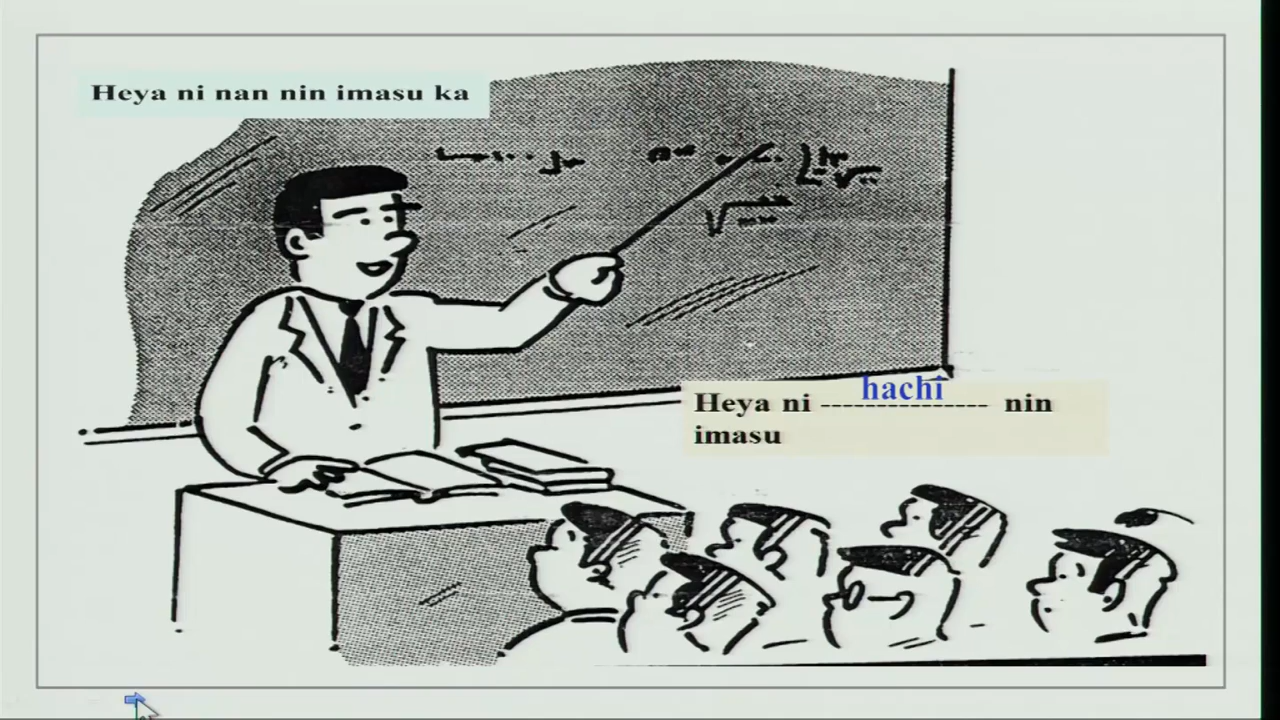 Heya ni nan nin imasu ka
hachi
Heya ni -------------- nin
imasu